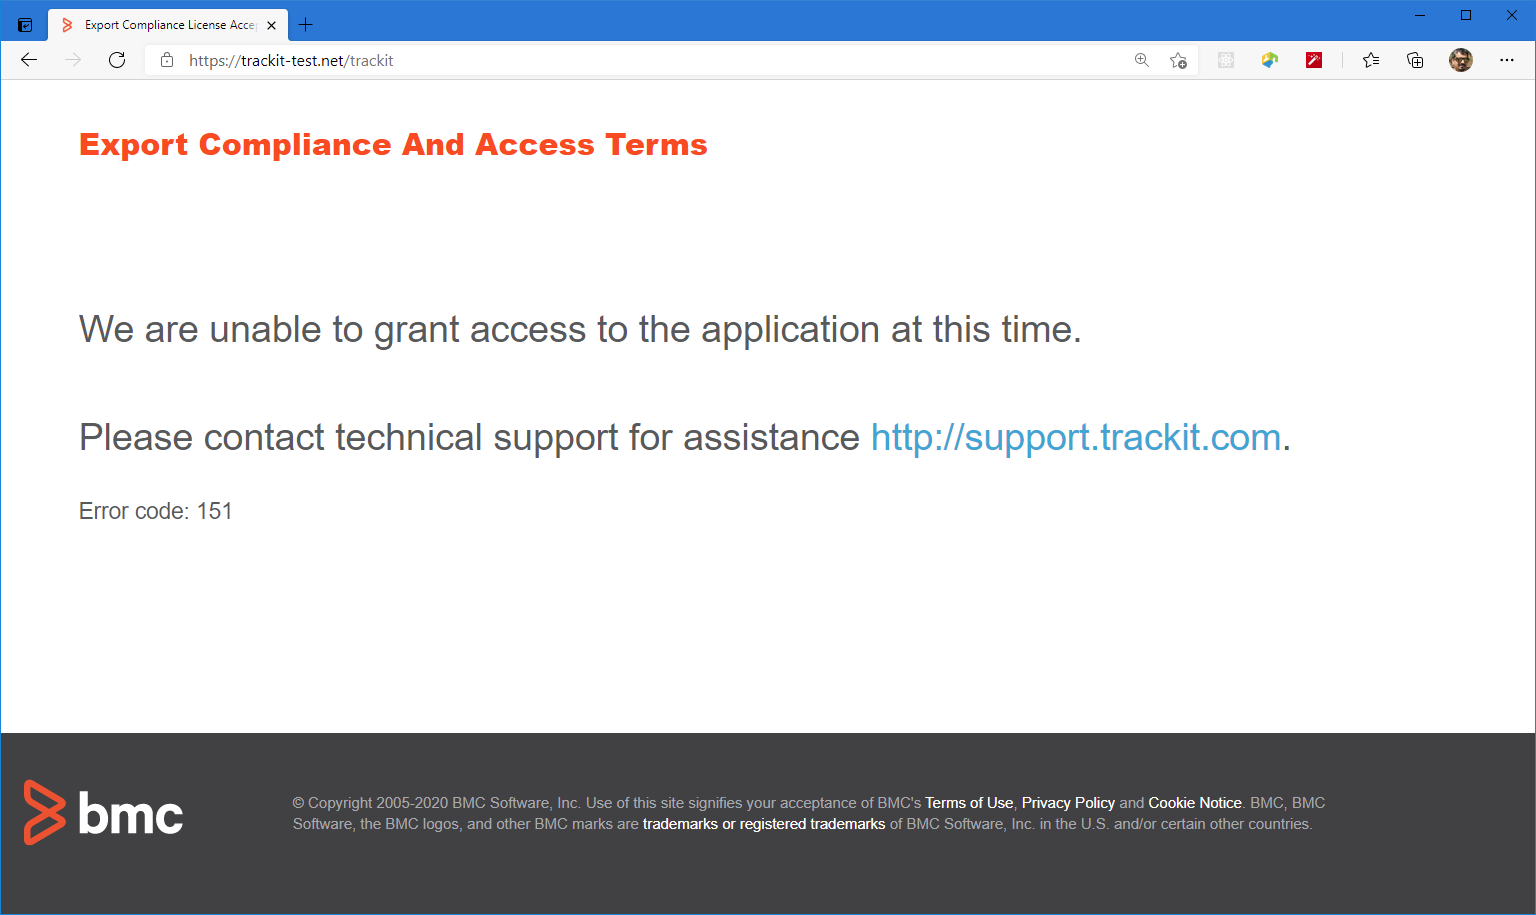 Export Compliance License Acce
https://trackit-test.net/trackit
Export Compliance And Access Terms
We are unable to grant access to the application at this time.
Please contact technical support for assistance http://support.trackit.com.
Error code: 151
bmc
© Copyright 2005-2020 BMC Software, Inc. Use of this site signifies your acceptance of BMC's Terms of Use, Privacy Policy and Cookie Notice. BMC, BMC
Software, the BMC logos, and other BMC marks are trademarks or registered trademarks of BMC Software, Inc. in the U.S. and/or certain other countries.